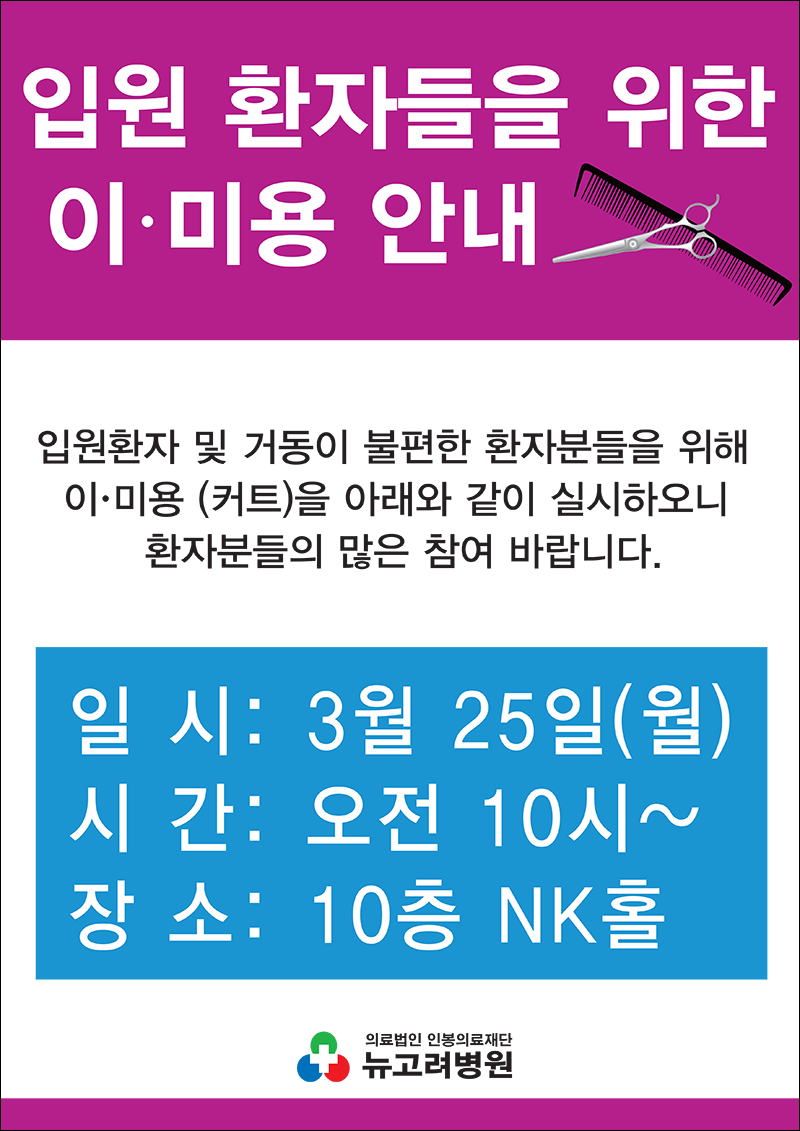 입원 환자들을 위한
이·미용 안내
입원환자 및 거동이 불편한 환자분들을 위해
이·미용 (커트)을 아래와 같이 실시하오니
환자분들의 많은 참여 바랍니다.
일 시: 3월 25일(월)
시 간: 오전 10시~
장 소: 10층 NK홀
의료법인 인봉의료재단
뉴고려병원